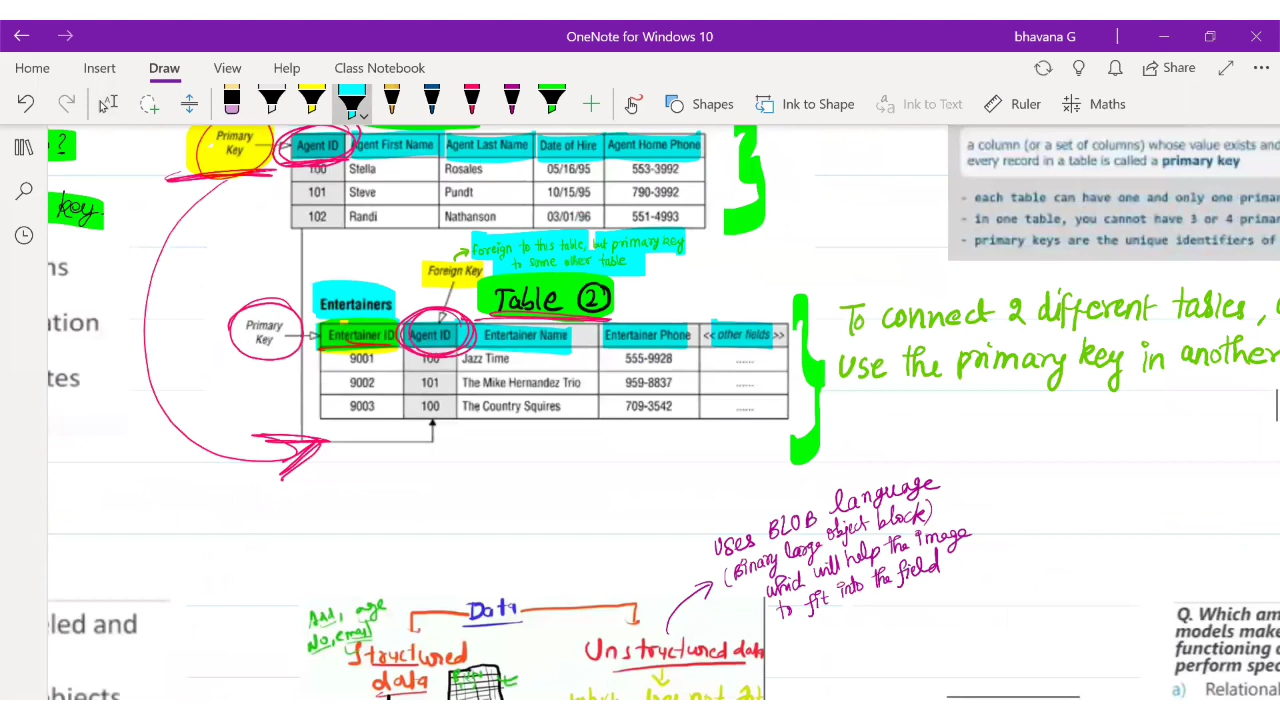 OneNote for Windows 10
bhavana G
Home Insert Draw View Help Class Notebook
Share
Shapes Ink to Shape Ink to Text Ruler Maths
?
key.
ns
ation
tes
led and
bjects
Primary
Key
Agent ID Agent First Name Agent Last Name Date of Hire Agent Home Phone
100 Stella Rosales 05/16/95 553-3992
101 Steve Pundt 10/15/95 790-3992
102 Randi Nathanson 03/01/96 551-4993
foreign to this table, but primary key
to some other table
Foreign Key
Table 2
Entertainers
Primary
Key
Entertainer ID Agent ID Entertainer Name Entertainer Phone << other fields >>
9001 100 Jazz Time 555-9928 ......
9002 101 The Mike Hernandez Trio 959-8837 ......
9003 100 The Country Squires 709-3542 ......
a column (or a set of columns) whose value exists and
every record in a table is called a primary key
- each table can have one and only one primar
- in one table, you cannot have 3 or 4 primar
- primary keys are the unique identifiers of
To connect 2 different tables,
use the primary key in another
uses BLOB language
(Binary large object block)
which will help the image
to fit into the field
Data
Add, age
No, email
Structured
data
Unstructured data
which does not fit
Q. Which am
models make
functioning o
perform spec
a) Relational